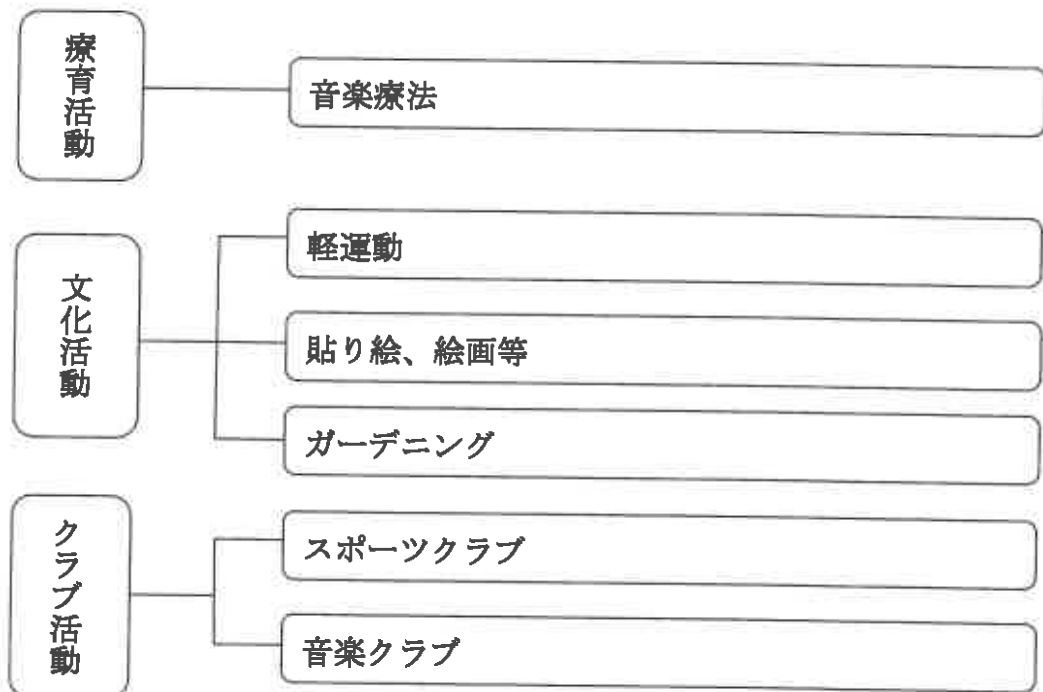 療育活動
音楽療法
文化活動
軽運動
貼り絵、絵画等
ガーデニング
クラブ活動
スポーツクラブ
音楽クラブ